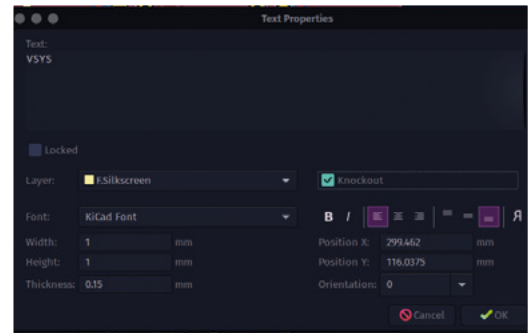 Text Properties
Text:
VSYS
Locked
Layer: F.Silkscreen Knockout
Font: KiCad Font B I Я
Width: 1 mm Position X: 299.462 mm
Height: 1 mm Position Y: 116.0375 mm
Thickness: 0.15 mm Orientation: 0
Cancel OK